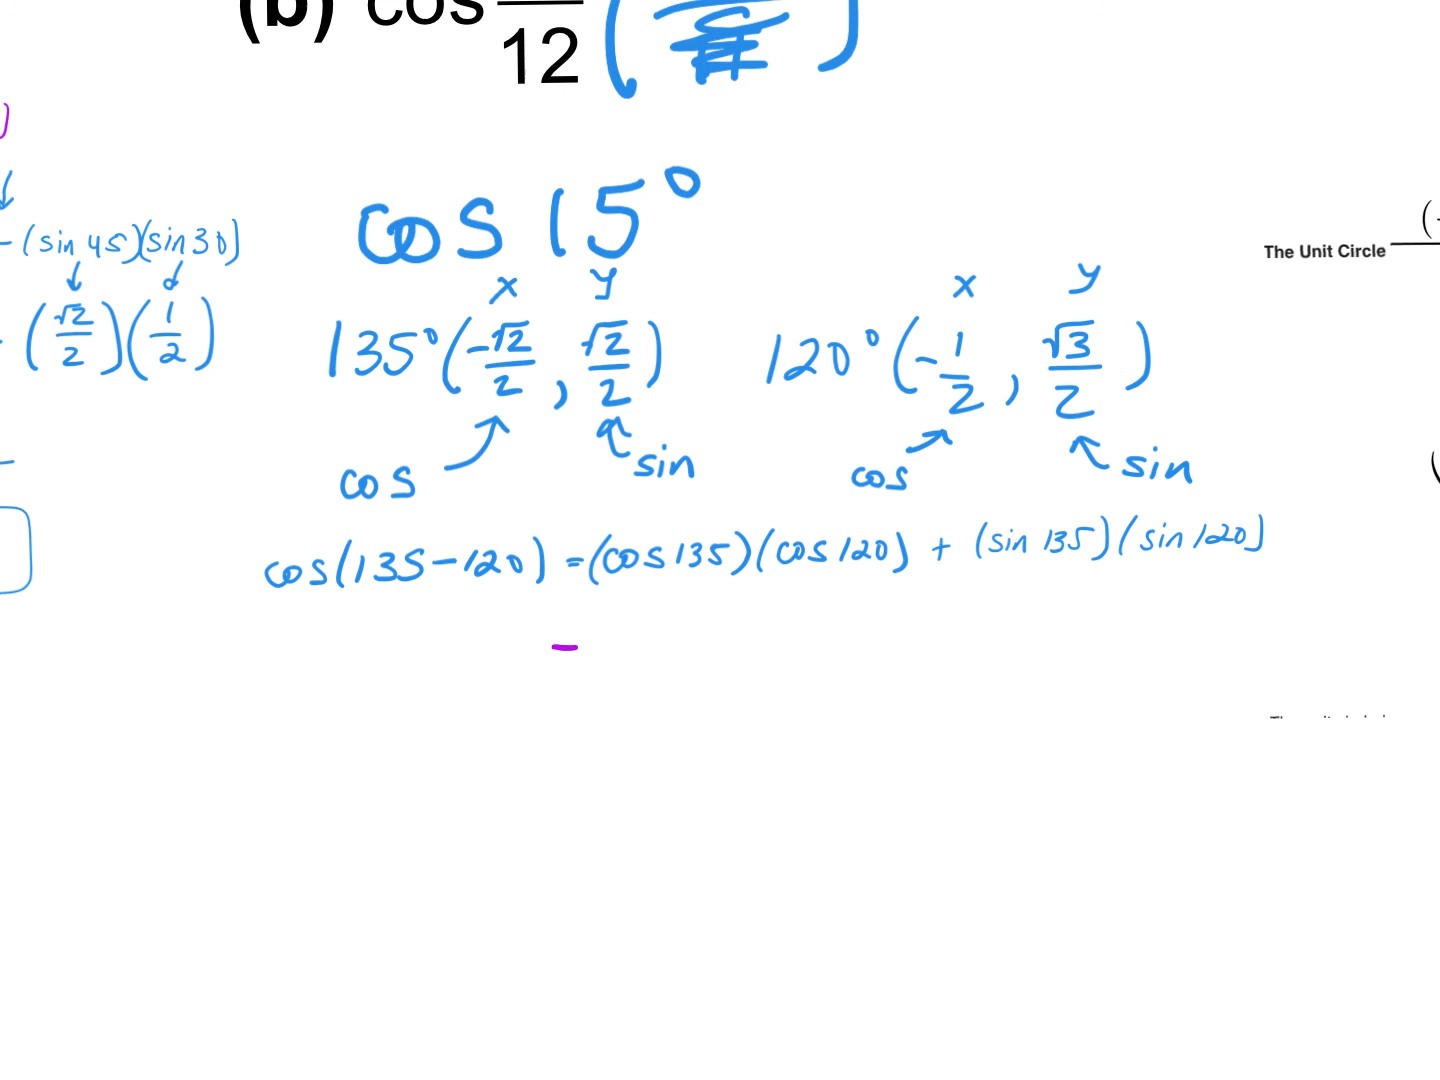 (b) cos
12
cos 15°
- (sin 45)(sin 30)
x y x y
(√2/2)(1/2)
135° (-√2/2, √2/2) 120° (-1/2, √3/2)
cos sin cos sin
cos(135-120) = (cos 135)(cos 120) + (sin 135)(sin 120)
-
The Unit Circle